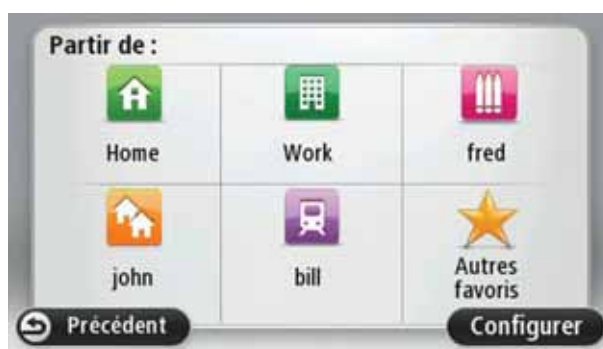 Partir de :
Home Work fred
john bill Autres
favoris
Précédent Configurer